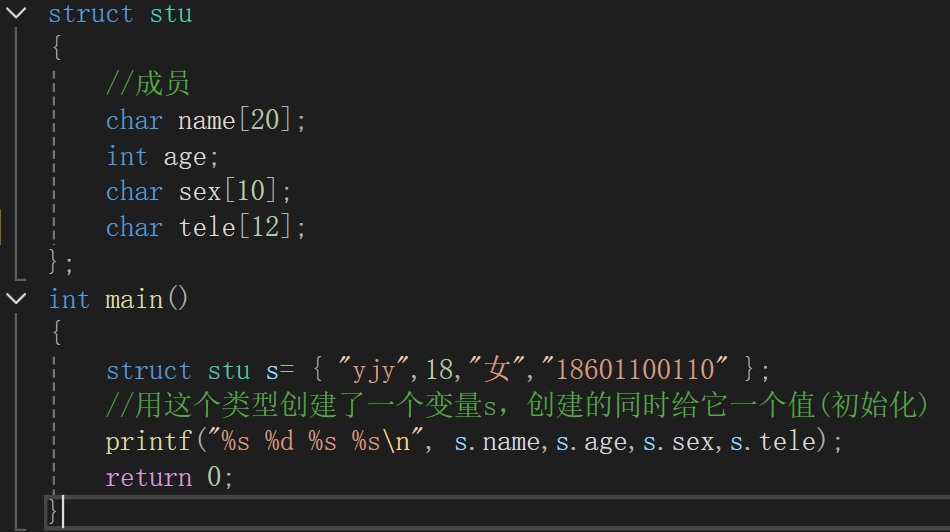 struct stu
{
//成员
char name[20];
int age;
char sex[10];
char tele[12];
};
int main()
{
struct stu s= { "yjy",18,"女","18601100110" };
//用这个类型创建了一个变量s，创建的同时给它一个值(初始化)
printf("%s %d %s %s\n", s.name,s.age,s.sex,s.tele);
return 0;
}